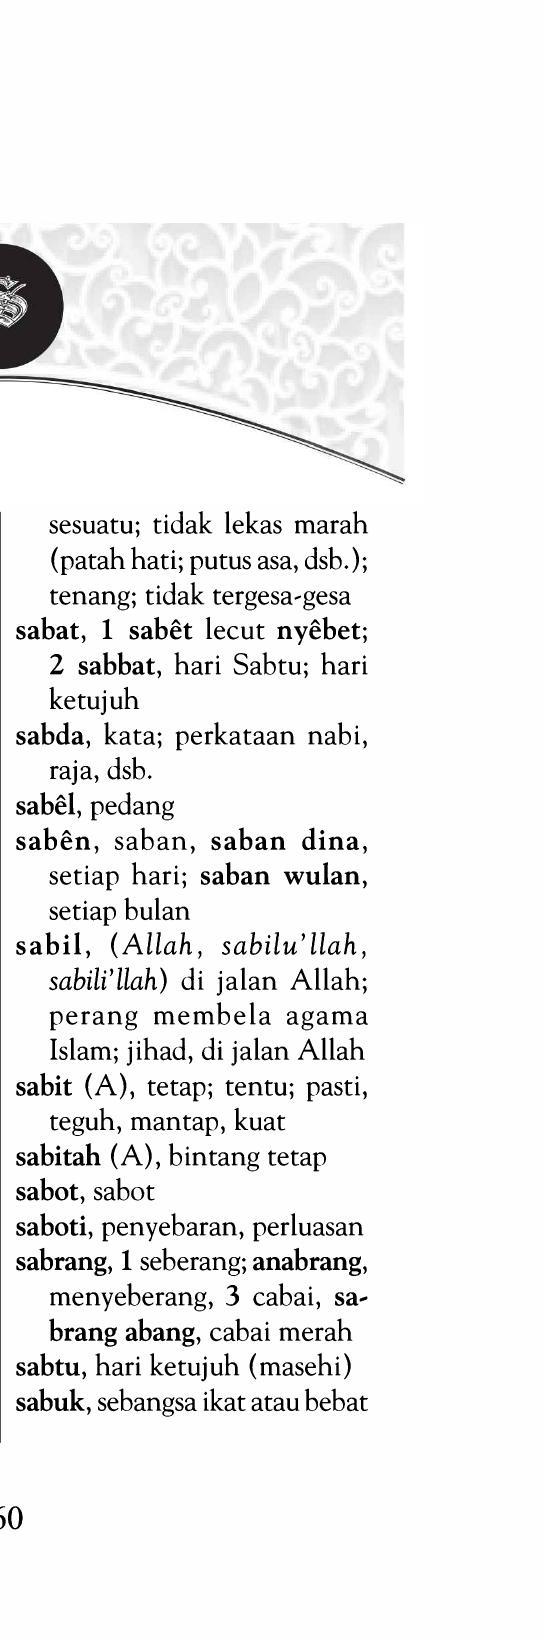 S
sesuatu; tidak lekas marah
(patah hati; putus asa, dsb.);
tenang; tidak tergesa-gesa
sabat, 1 sabêt lecut nyêbet;
2 sabbat, hari Sabtu; hari
ketujuh
sabda, kata; perkataan nabi,
raja, dsb.
sabêl, pedang
sabên, saban, saban dina,
setiap hari; saban wulan,
setiap bulan
sabil, (Allah, sabilu'llah,
sabili'llah) di jalan Allah;
perang membela agama
Islam; jihad, di jalan Allah
sabit (A), tetap; tentu; pasti,
teguh, mantap, kuat
sabitah (A), bintang tetap
sabot, sabot
saboti, penyebaran, perluasan
sabrang, 1 seberang; anabrang,
menyeberang, 3 cabai, sa-
brang abang, cabai merah
sabtu, hari ketujuh (masehi)
sabuk, sebangsa ikat atau bebat
60